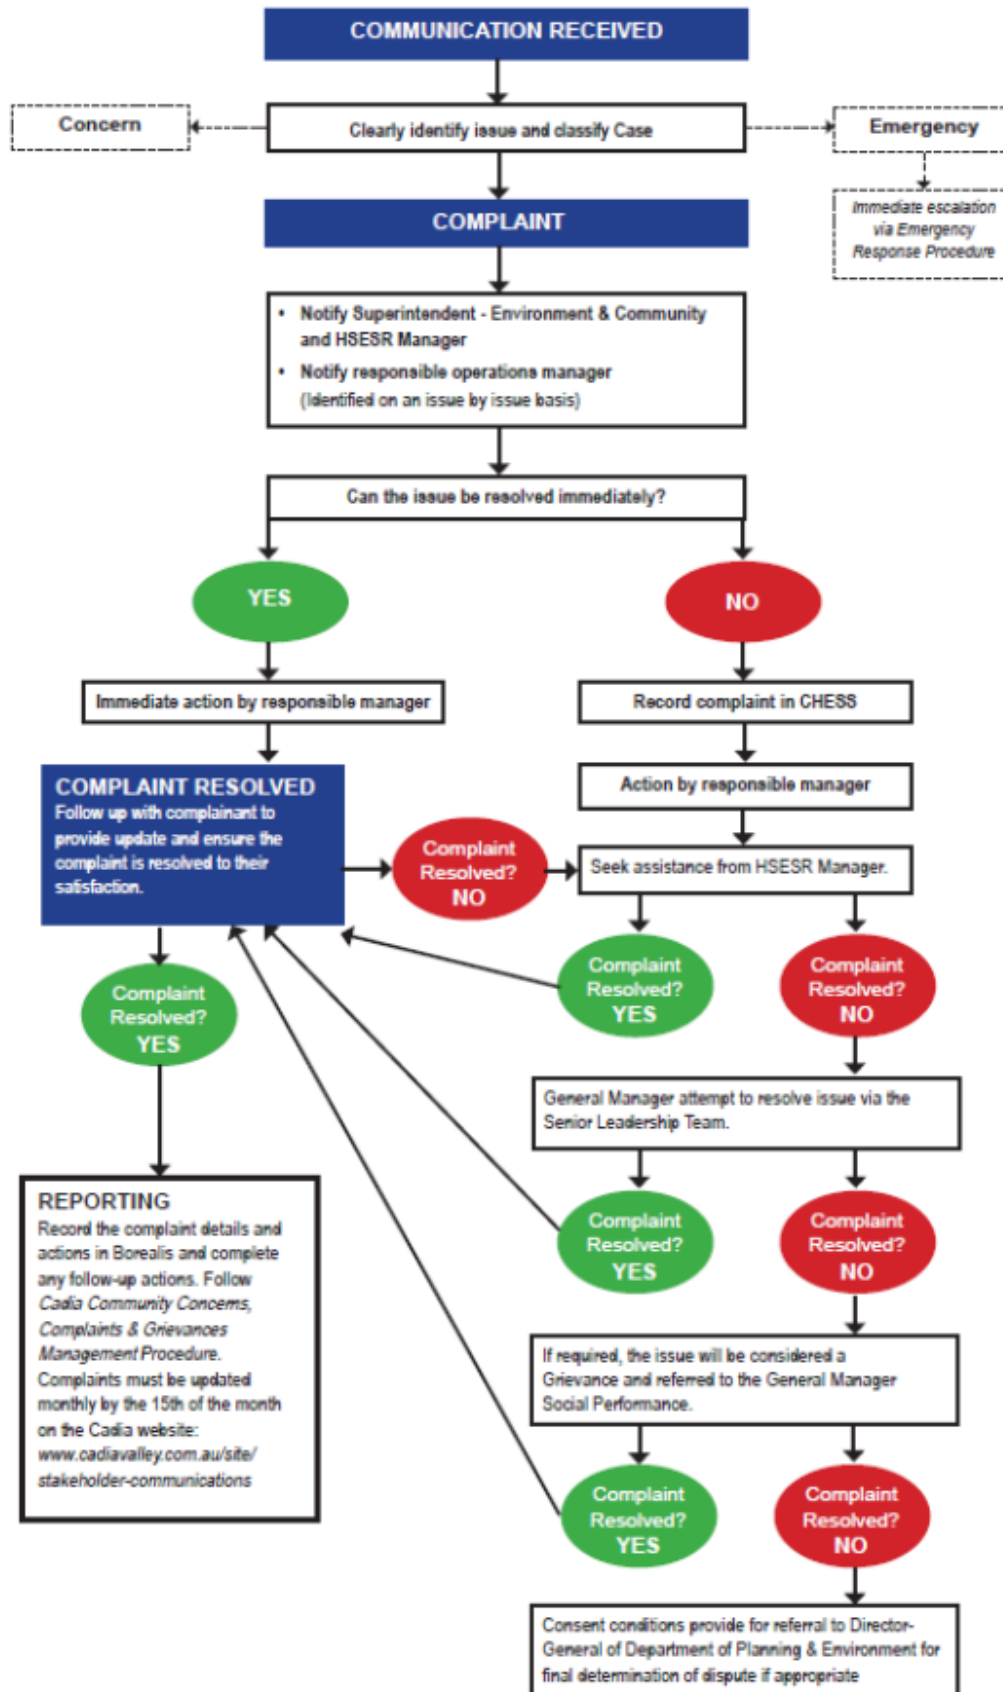 COMMUNICATION RECEIVED
Concern
Clearly identify issue and classify Case
Emergency
Immediate escalation
via Emergency
Response Procedure
COMPLAINT
• Notify Superintendent - Environment & Community
and HSESR Manager
• Notify responsible operations manager
(Identified on an issue by issue basis)
Can the issue be resolved immediately?
YES
NO
Immediate action by responsible manager
Record complaint in CHESS
Action by responsible manager
COMPLAINT RESOLVED
Follow up with complainant to
provide update and ensure the
complaint is resolved to their
satisfaction.
Complaint
Resolved?
NO
Seek assistance from HSESR Manager.
Complaint
Resolved?
YES
Complaint
Resolved?
YES
Complaint
Resolved?
NO
General Manager attempt to resolve issue via the
Senior Leadership Team.
Complaint
Resolved?
YES
Complaint
Resolved?
NO
REPORTING
Record the complaint details and
actions in Borealis and complete
any follow-up actions. Follow
Cadia Community Concerns,
Complaints & Grievances
Management Procedure.
Complaints must be updated
monthly by the 15th of the month
on the Cadia website:
www.cadiavalley.com.au/site/
stakeholder-communications
If required, the issue will be considered a
Grievance and referred to the General Manager
Social Performance.
Complaint
Resolved?
YES
Complaint
Resolved?
NO
Consent conditions provide for referral to Director-
General of Department of Planning & Environment for
final determination of dispute if appropriate